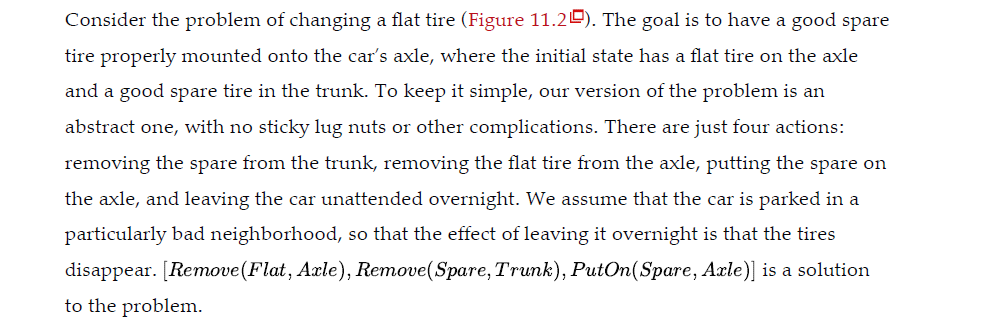 Consider the problem of changing a flat tire (Figure 11.2). The goal is to have a good spare
tire properly mounted onto the car's axle, where the initial state has a flat tire on the axle
and a good spare tire in the trunk. To keep it simple, our version of the problem is an
abstract one, with no sticky lug nuts or other complications. There are just four actions:
removing the spare from the trunk, removing the flat tire from the axle, putting the spare on
the axle, and leaving the car unattended overnight. We assume that the car is parked in a
particularly bad neighborhood, so that the effect of leaving it overnight is that the tires
disappear. [Remove(Flat, Axle), Remove(Spare, Trunk), PutOn(Spare, Axle)] is a solution
to the problem.